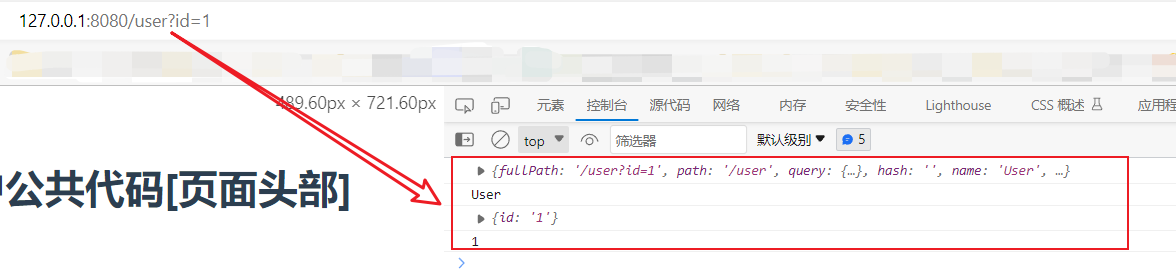 127.0.0.1:8080/user?id=1
489.60px × 721.60px
元素 控制台 源代码 网络 内存 安全性 Lighthouse CSS 概述 应用程
top 筛选器 默认级别 5
{fullPath: '/user?id=1', path: '/user', query: {…}, hash: '', name: 'User', …}
User
公共代码[页面头部]
{id: '1'}
1